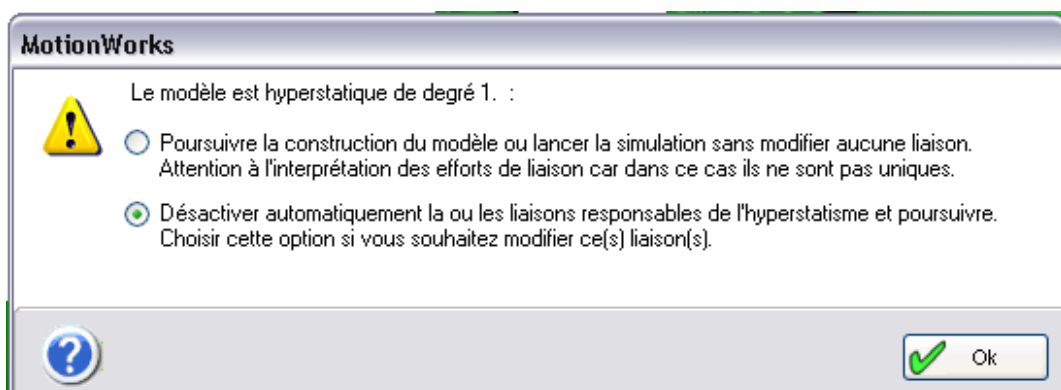 MotionWorks
Le modèle est hyperstatique de degré 1. :
Poursuivre la construction du modèle ou lancer la simulation sans modifier aucune liaison.
Attention à l'interprétation des efforts de liaison car dans ce cas ils ne sont pas uniques.
Désactiver automatiquement la ou les liaisons responsables de l'hyperstatisme et poursuivre.
Choisir cette option si vous souhaitez modifier ce(s) liaison(s).
Ok